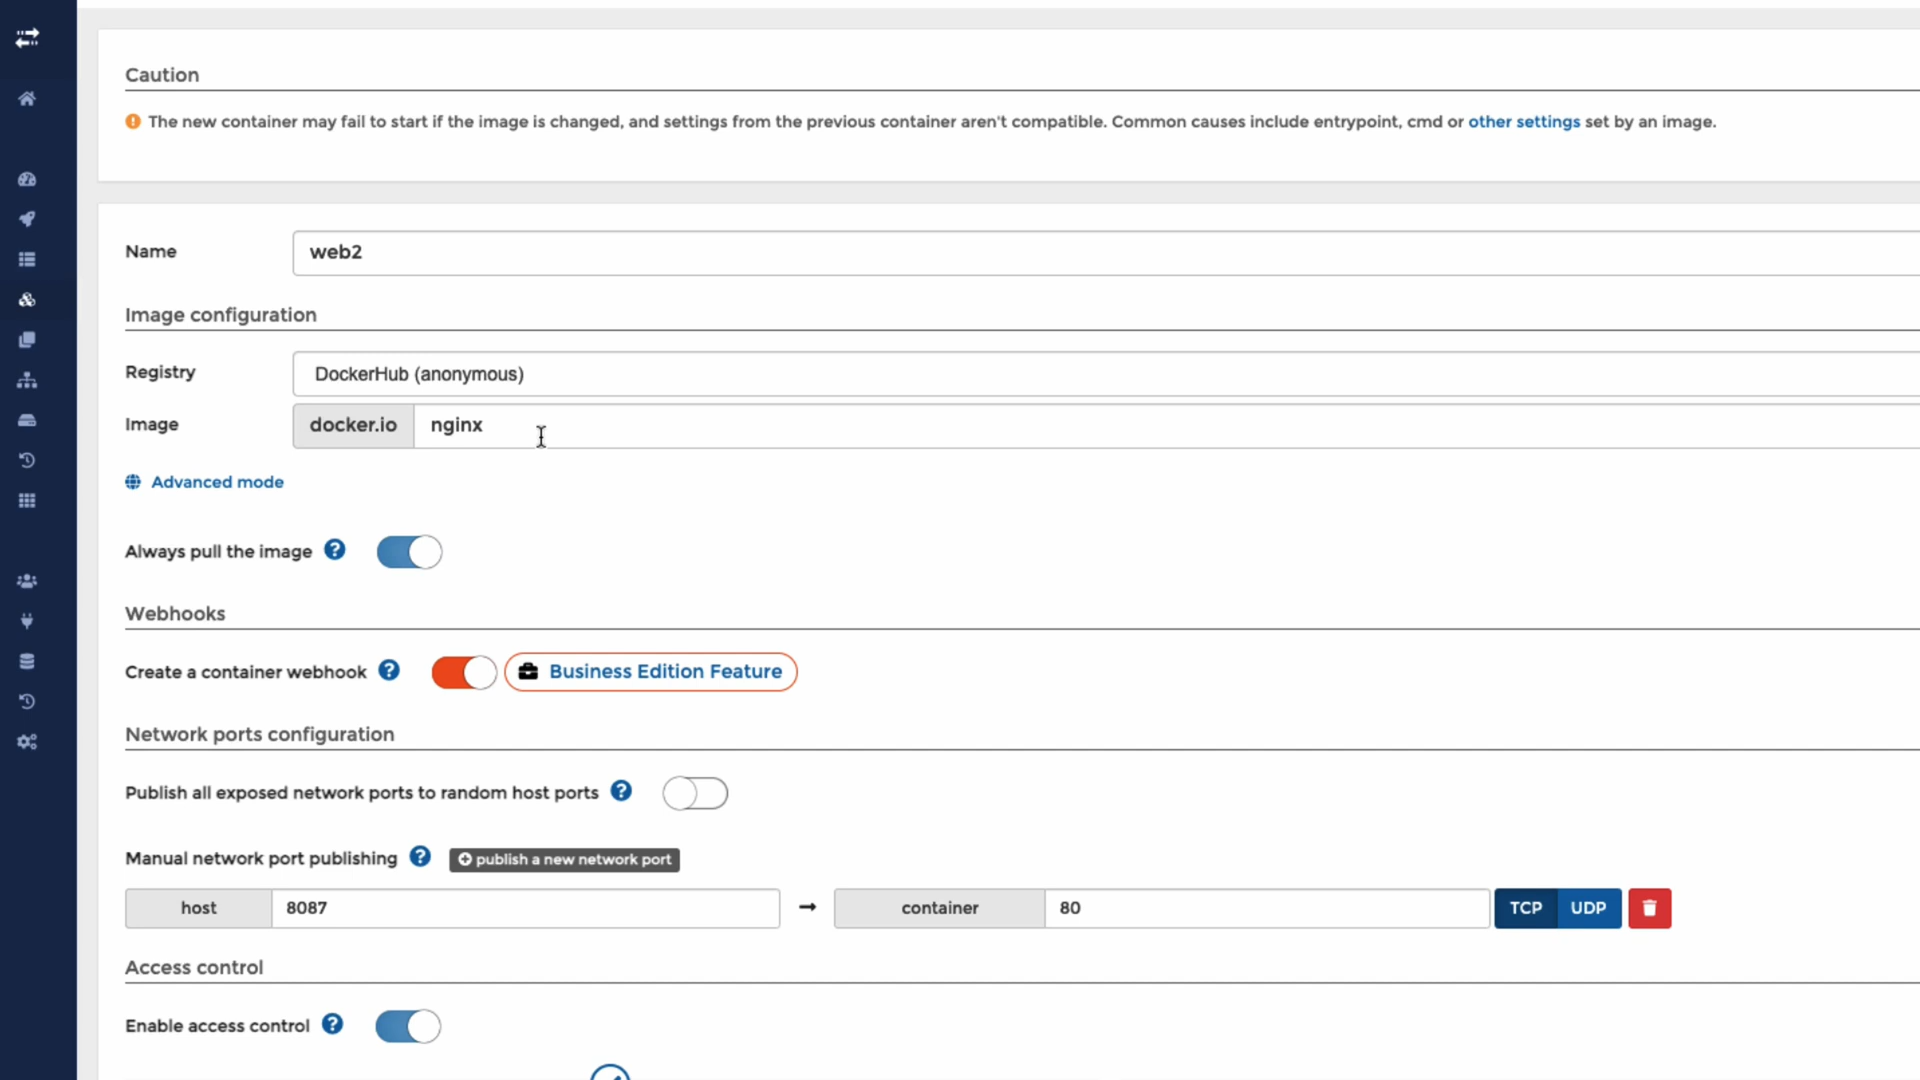 Caution
The new container may fail to start if the image is changed, and settings from the previous container aren't compatible. Common causes include entrypoint, cmd or other settings set by an image.
Name web2
Image configuration
Registry DockerHub (anonymous)
Image docker.io nginx
Advanced mode
Always pull the image
Webhooks
Create a container webhook Business Edition Feature
Network ports configuration
Publish all exposed network ports to random host ports
Manual network port publishing publish a new network port
host 8087 → container 80 TCP UDP
Access control
Enable access control